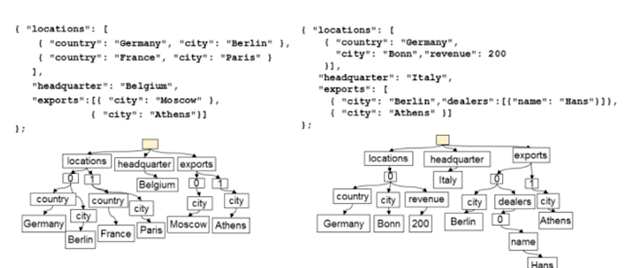 { "locations": [
{ "country": "Germany", "city": "Berlin" },
{ "country": "France", "city": "Paris" }
],
"headquarter": "Belgium",
"exports":[{ "city": "Moscow" },
{ "city": "Athens"}]
};
locations headquarter exports
0 1 Belgium 0 1
country country city city
city city
Germany France Paris Moscow Athens
Berlin
{ "locations": [
{ "country": "Germany",
"city": "Bonn","revenue": 200
}],
"headquarter": "Italy",
"exports": [
{ "city": "Berlin","dealers":[{"name": "Hans"}]},
{ "city": "Athens" }]
};
locations headquarter exports
0 Italy 0 1
country city revenue city dealers city
Germany Bonn 200 Berlin 0 Athens
name
Hans